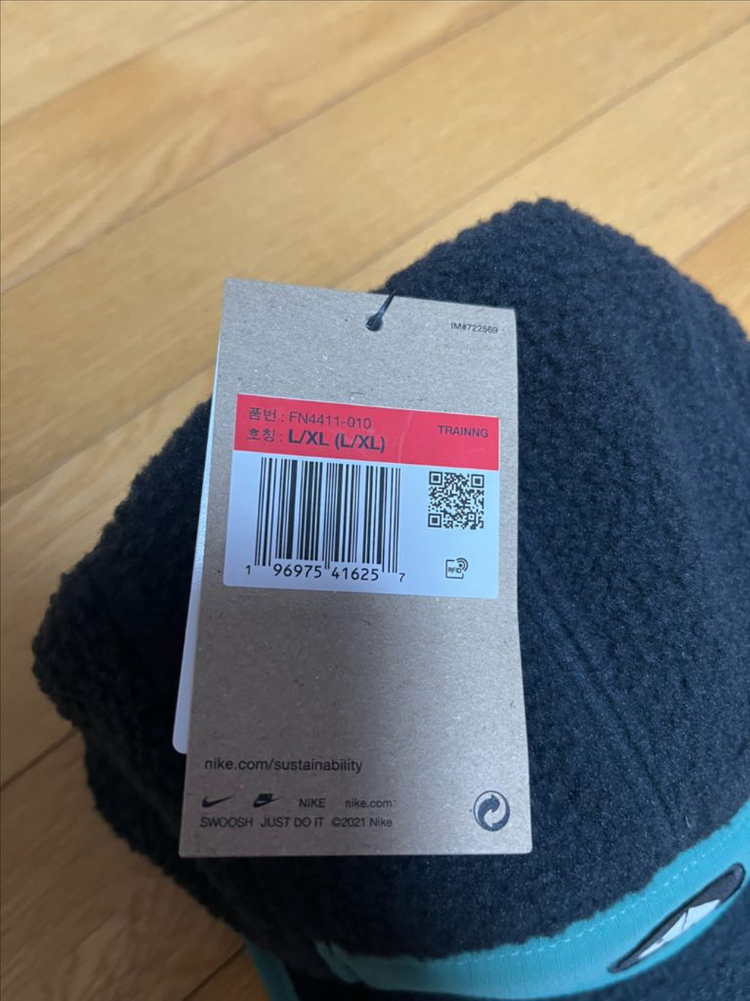 IM#722569
품번 : FN4411-010
호칭 : L/XL (L/XL)
TRAINNG
1 96975 41625 7
RFID
nike.com/sustainability
NIKE nike.com
SWOOSH JUST DO IT ©2021 Nike